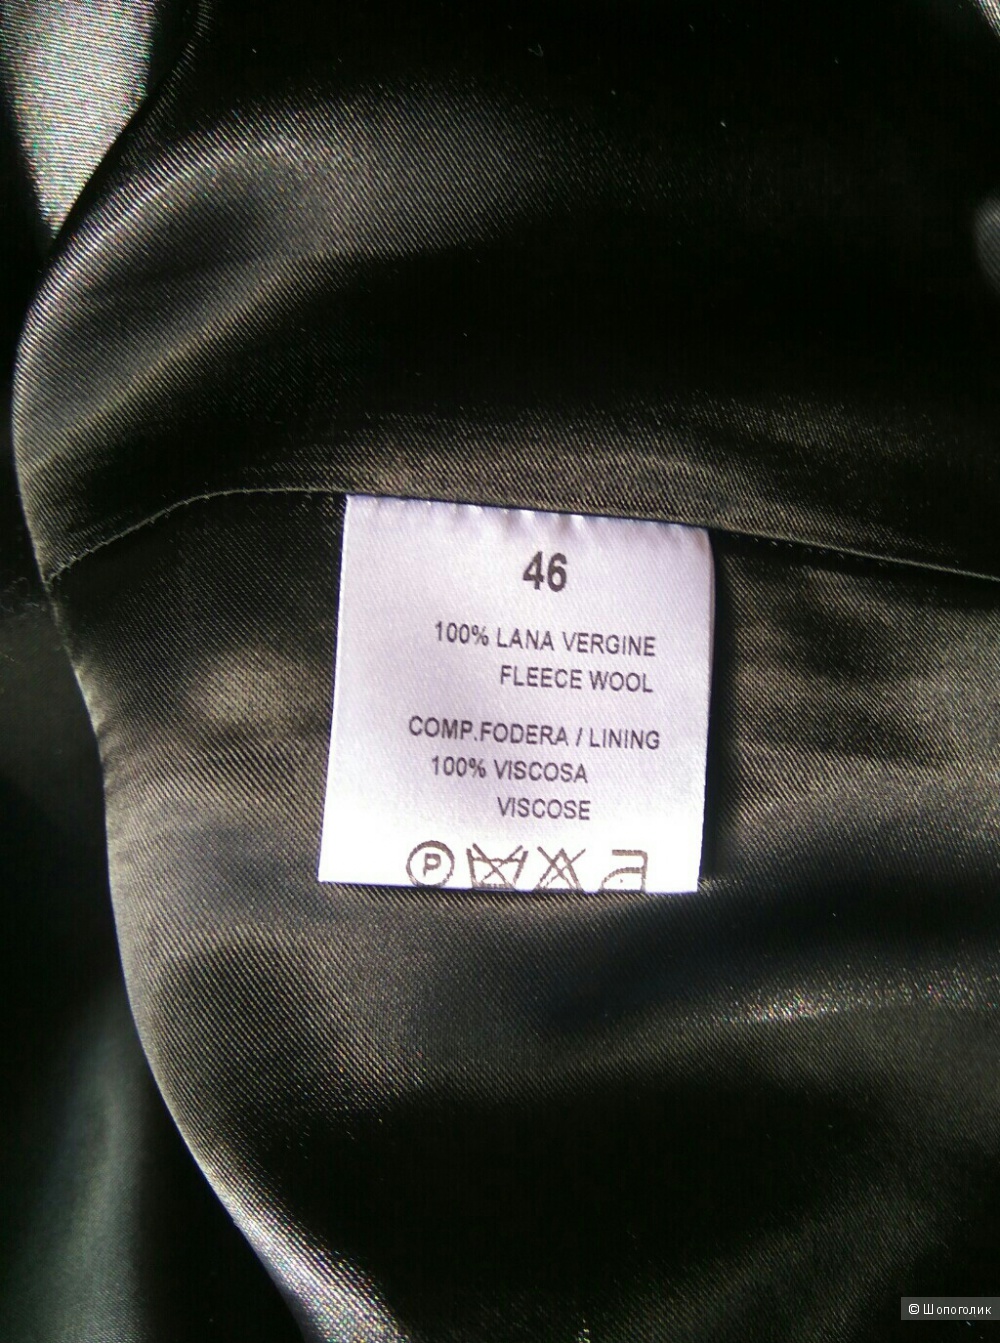 46
100% LANA VERGINE
FLEECE WOOL
COMP.FODERA / LINING
100% VISCOSA
VISCOSE
P
© Шопоголик